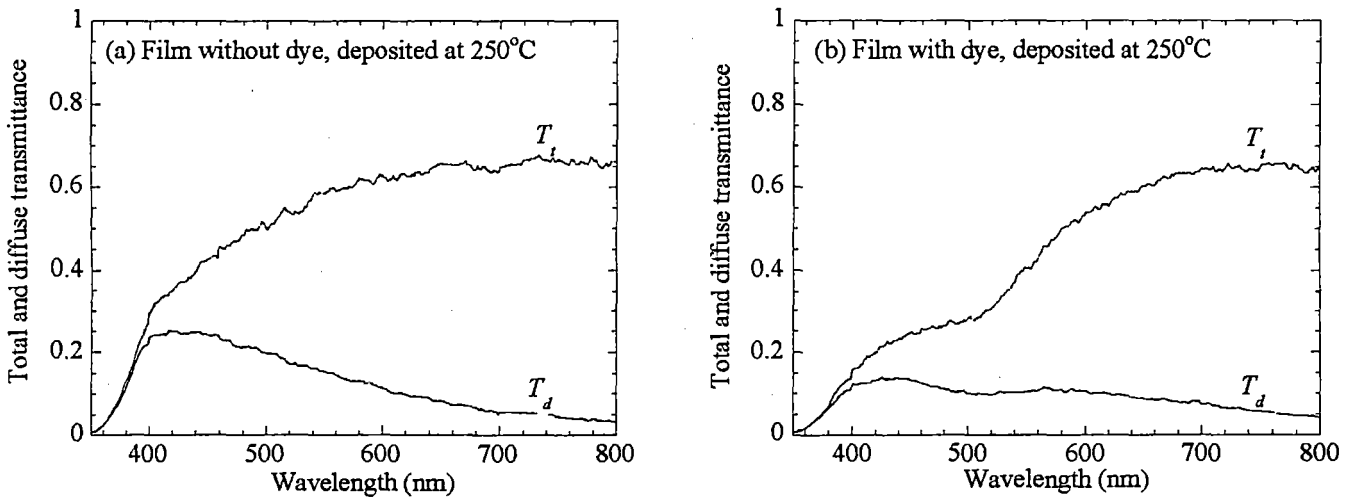 (a) Film without dye, deposited at 250°C
Total and diffuse transmittance
1
0.8
0.6
0.4
0.2
0
T_t
T_d
400 500 600 700 800
Wavelength (nm)
(b) Film with dye, deposited at 250°C
Total and diffuse transmittance
1
0.8
0.6
0.4
0.2
0
T_t
T_d
400 500 600 700 800
Wavelength (nm)